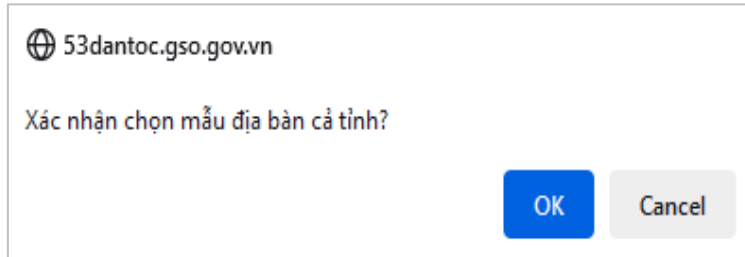 53dantoc.gso.gov.vn
Xác nhận chọn mẫu địa bàn cả tỉnh?
OK Cancel